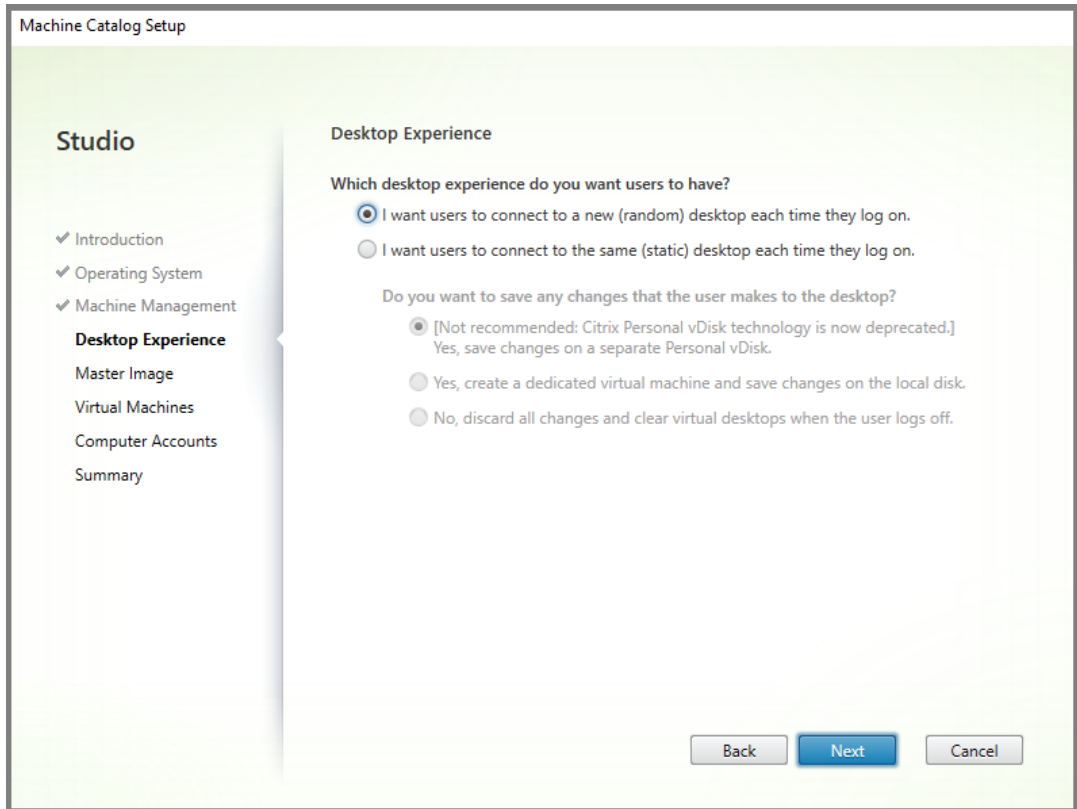 Machine Catalog Setup
Studio
Introduction
Operating System
Machine Management
Desktop Experience
Master Image
Virtual Machines
Computer Accounts
Summary
Desktop Experience
Which desktop experience do you want users to have?
I want users to connect to a new (random) desktop each time they log on.
I want users to connect to the same (static) desktop each time they log on.
Do you want to save any changes that the user makes to the desktop?
[Not recommended: Citrix Personal vDisk technology is now deprecated.]
Yes, save changes on a separate Personal vDisk.
Yes, create a dedicated virtual machine and save changes on the local disk.
No, discard all changes and clear virtual desktops when the user logs off.
Back
Next
Cancel